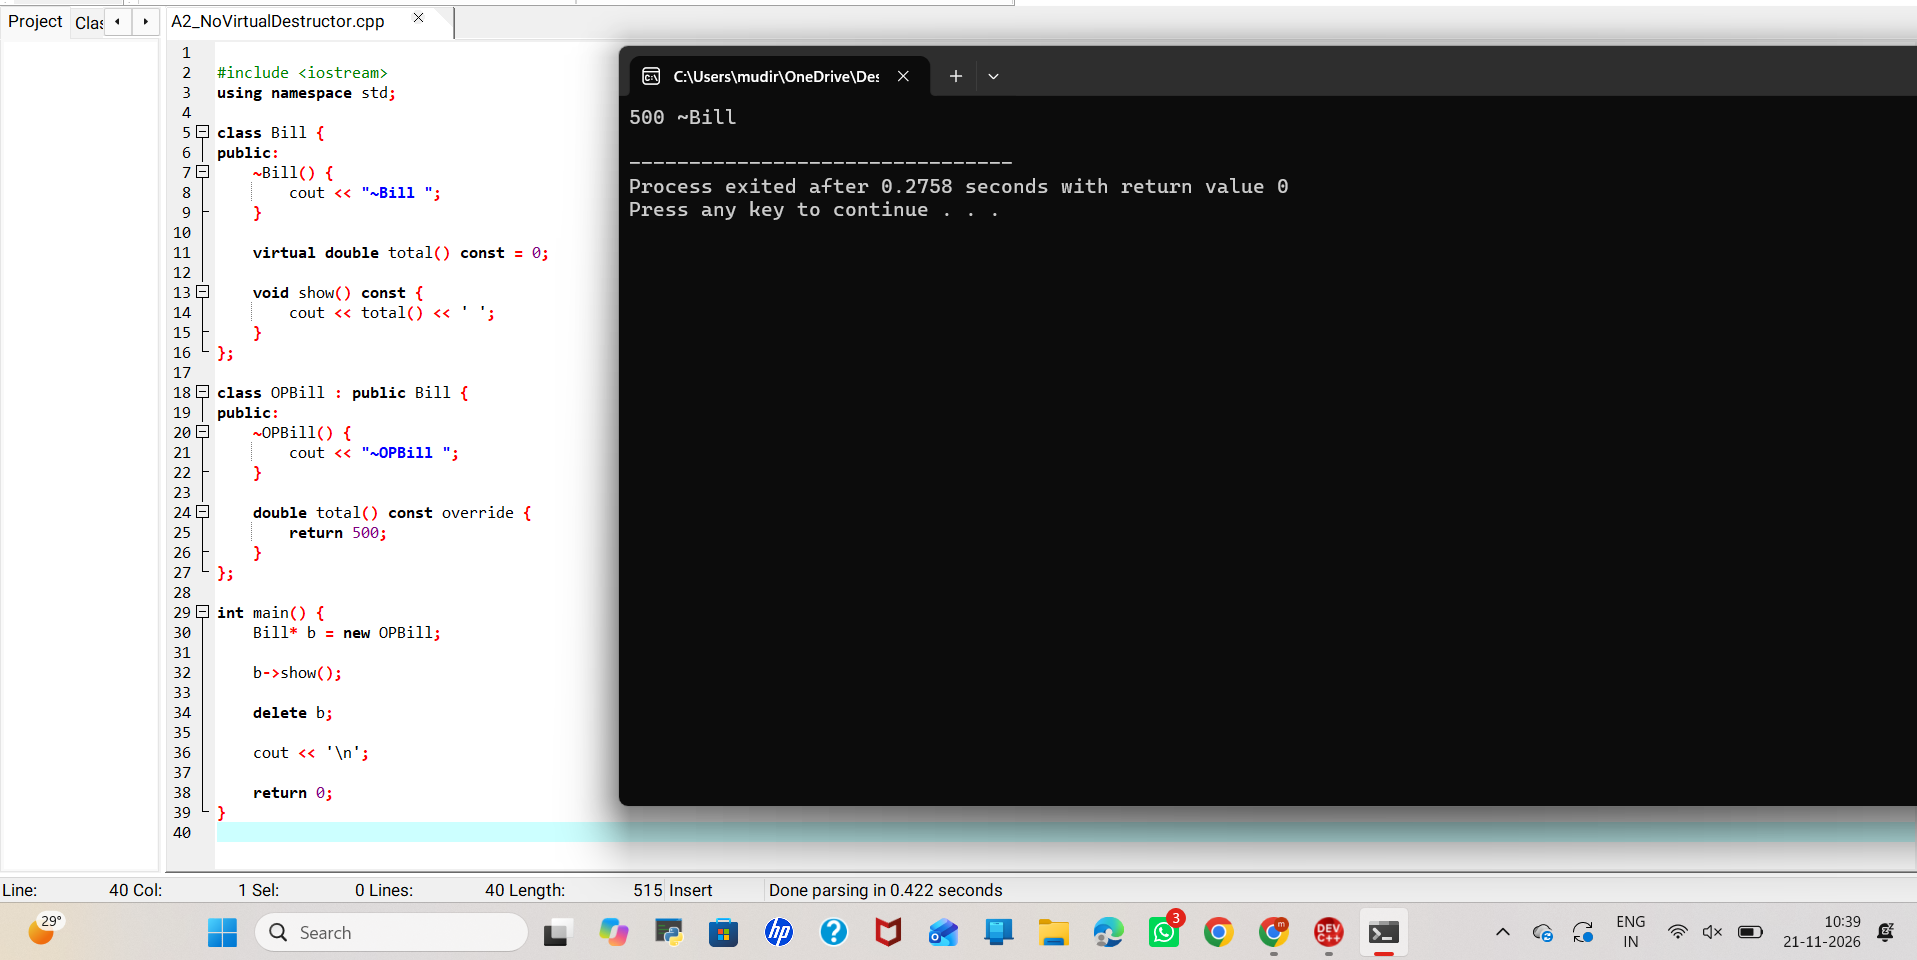 Project Clas
A2_NoVirtualDestructor.cpp
1
2 #include <iostream>
3 using namespace std;
4
5 class Bill {
6 public:
7 ~Bill() {
8 cout << "~Bill ";
9 }
10
11 virtual double total() const = 0;
12
13 void show() const {
14 cout << total() << ' ';
15 }
16 };
17
18 class OPBill : public Bill {
19 public:
20 ~OPBill() {
21 cout << "~OPBill ";
22 }
23
24 double total() const override {
25 return 500;
26 }
27 };
28
29 int main() {
30 Bill* b = new OPBill;
31
32 b->show();
33
34 delete b;
35
36 cout << '\n';
37
38 return 0;
39 }
40
C:\Users\mudir\OneDrive\Des
500 ~Bill
--------------------------------
Process exited after 0.2758 seconds with return value 0
Press any key to continue . . .
Line: 40 Col: 1 Sel: 0 Lines: 40 Length: 515 Insert Done parsing in 0.422 seconds
29°
Search
hp
3
m
DEV
C++
ENG
IN
10:39
21-11-2026